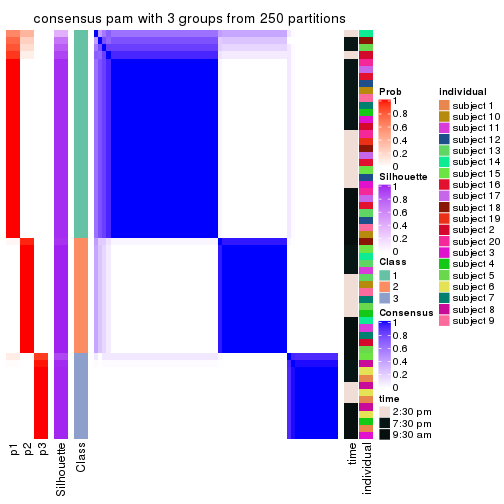 consensus pam with 3 groups from 250 partitions
p1
p2
p3
Silhouette
Class
time
individual
Prob
1
0.8
0.6
0.4
0.2
0
Silhouette
1
0.8
0.6
0.4
0.2
0
Class
1
2
3
Consensus
1
0.8
0.6
0.4
0.2
0
time
2:30 pm
7:30 pm
9:30 am
individual
subject 1
subject 10
subject 11
subject 12
subject 13
subject 14
subject 15
subject 16
subject 17
subject 18
subject 19
subject 2
subject 20
subject 3
subject 4
subject 5
subject 6
subject 7
subject 8
subject 9